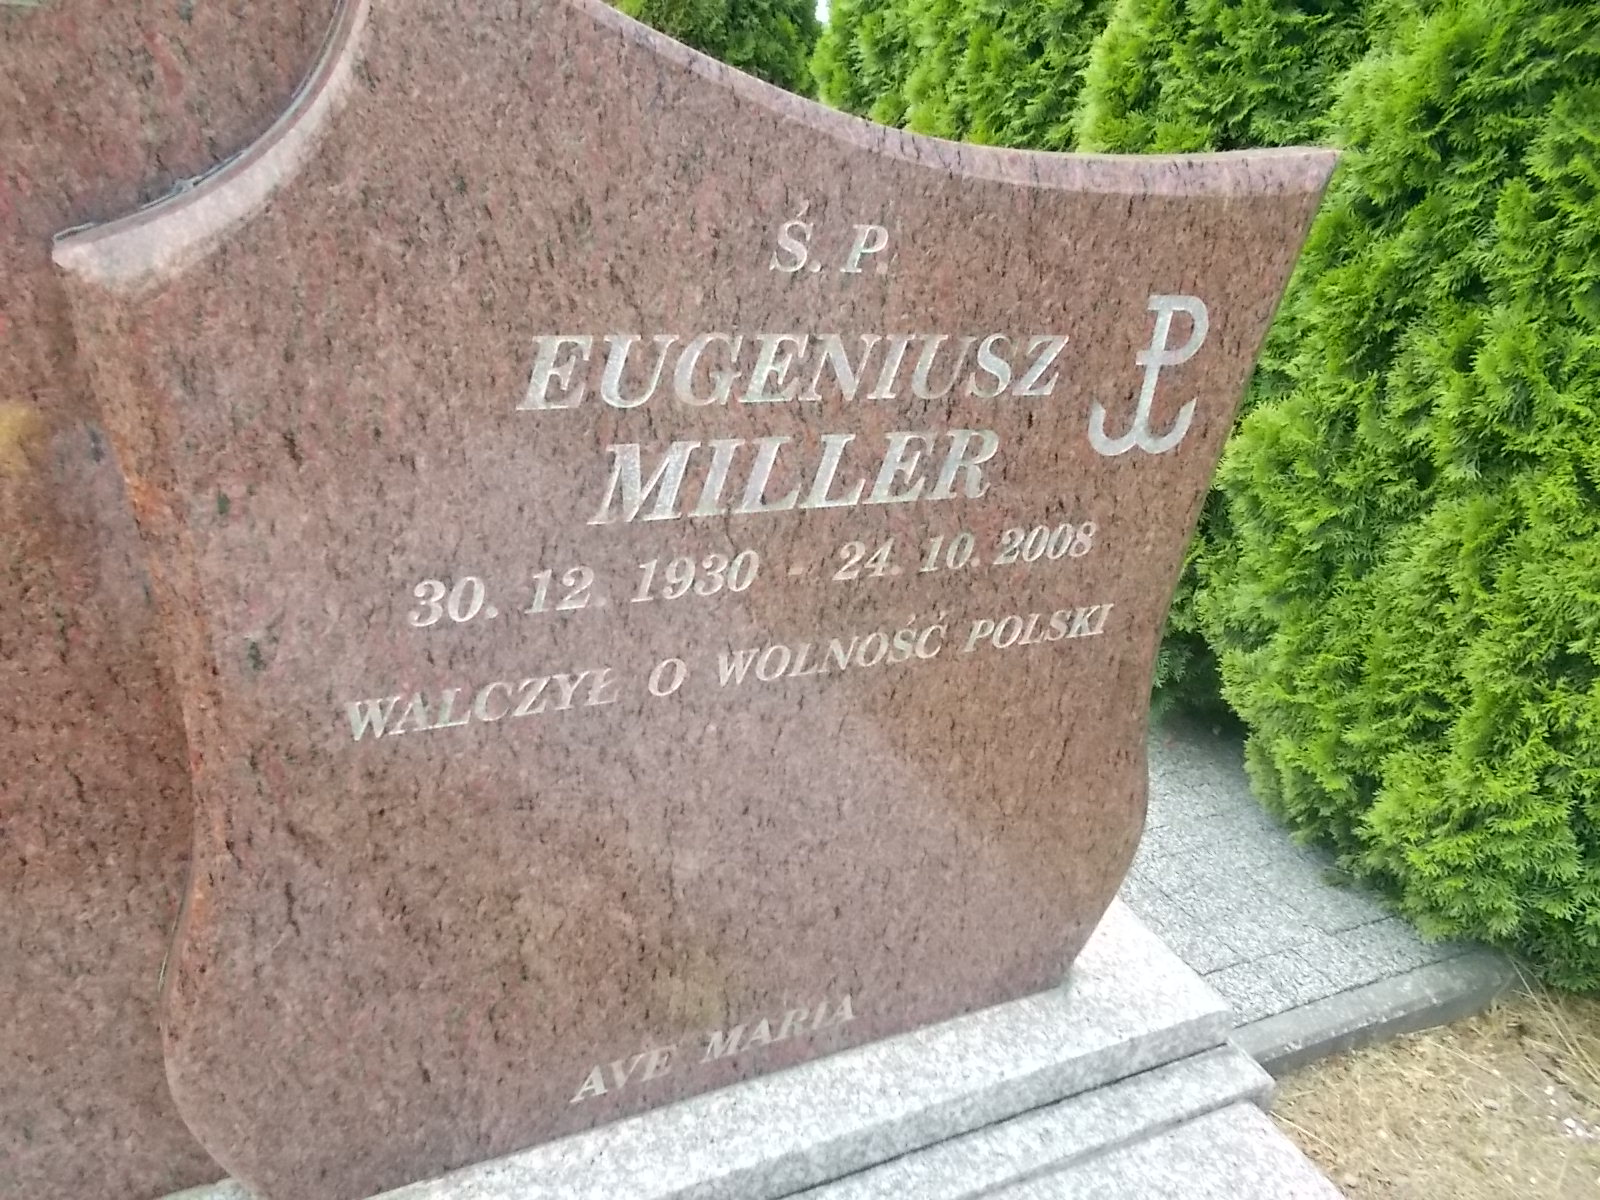 Ś. P.
EUGENIUSZ
MILLER
30. 12. 1930 - 24. 10. 2008
WALCZYŁ O WOLNOŚĆ POLSKI
AVE MARIA